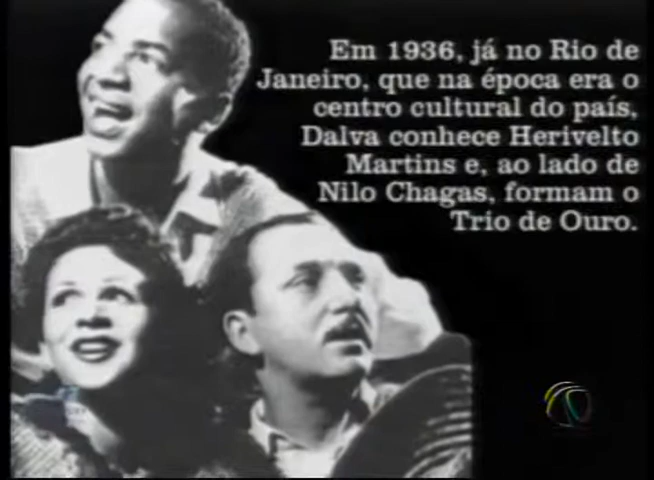 Em 1936, já no Rio de
Janeiro, que na época era o
centro cultural do país,
Dalva conhece Herivelto
Martins e, ao lado de
Nilo Chagas, formam o
Trio de Ouro.